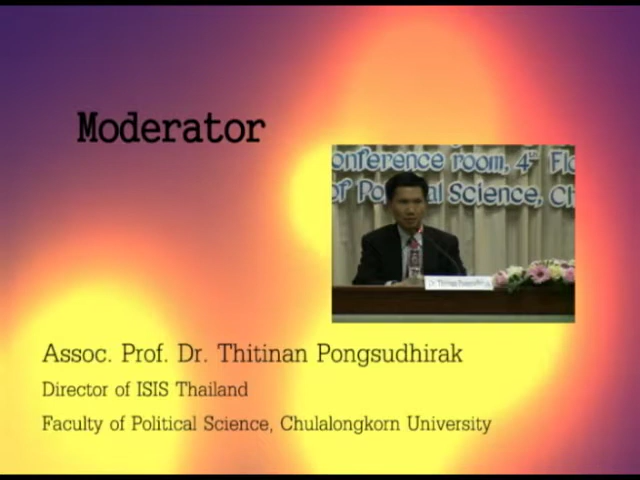 Moderator
onference room, 4th Flo
of Political Science, Ch
Assoc. Prof. Dr. Thitinan Pongsudhirak
Director of ISIS Thailand
Faculty of Political Science, Chulalongkorn University